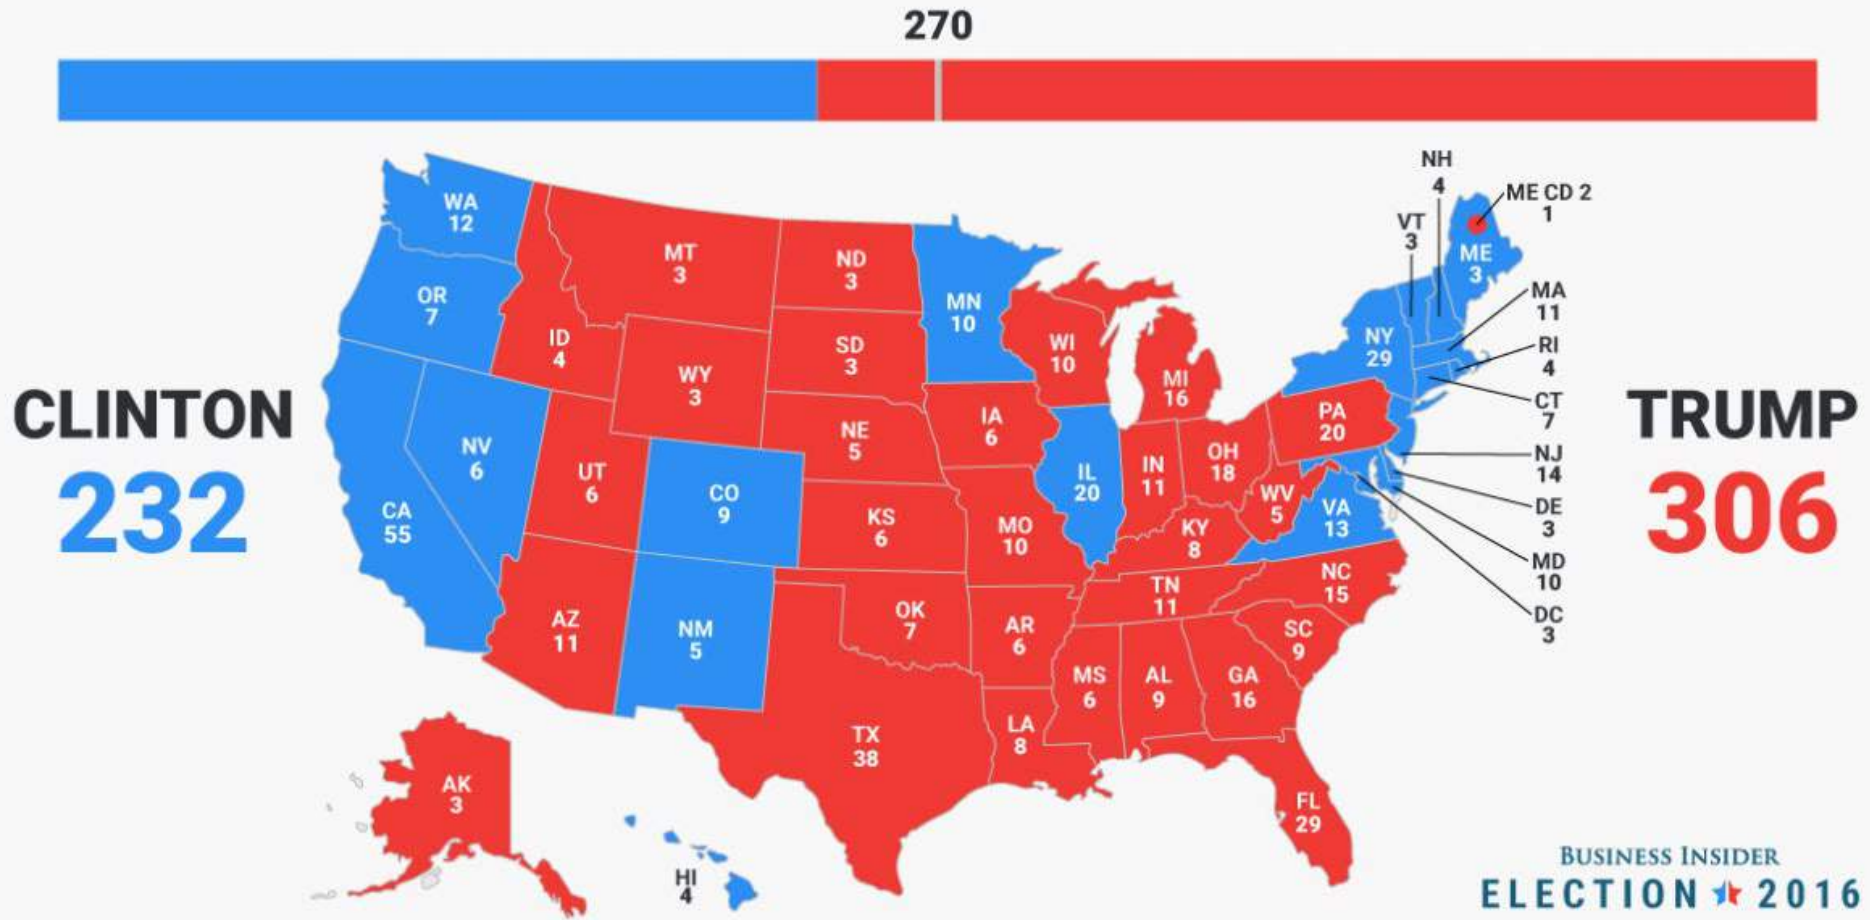 270
CLINTON
232
TRUMP
306
WA
12
OR
7
CA
55
NV
6
ID
4
MT
3
WY
3
UT
6
AZ
11
CO
9
NM
5
ND
3
SD
3
NE
5
KS
6
OK
7
TX
38
MN
10
IA
6
MO
10
AR
6
LA
8
WI
10
IL
20
MI
16
IN
11
OH
18
KY
8
TN
11
MS
6
AL
9
GA
16
FL
29
SC
9
NC
15
VA
13
WV
5
PA
20
NY
29
VT
3
NH
4
ME CD 2
1
ME
3
MA
11
RI
4
CT
7
NJ
14
DE
3
MD
10
DC
3
AK
3
HI
4
BUSINESS INSIDER
ELECTION 2016